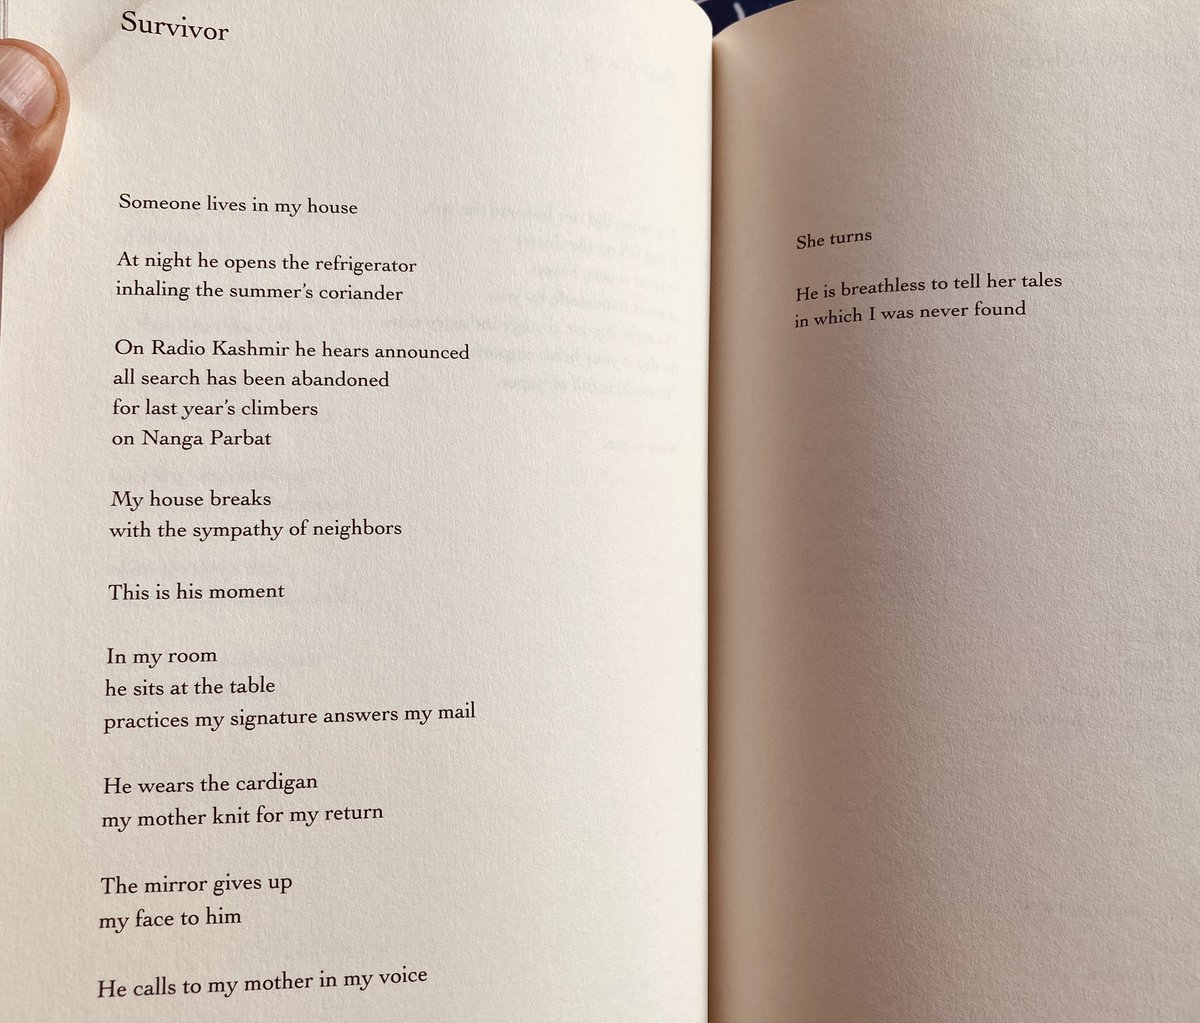 Survivor
Someone lives in my house
At night he opens the refrigerator
inhaling the summer's coriander
On Radio Kashmir he hears announced
all search has been abandoned
for last year's climbers
on Nanga Parbat
My house breaks
with the sympathy of neighbors
This is his moment
In my room
he sits at the table
practices my signature answers my mail
He wears the cardigan
my mother knit for my return
The mirror gives up
my face to him
He calls to my mother in my voice
She turns
He is breathless to tell her tales
in which I was never found